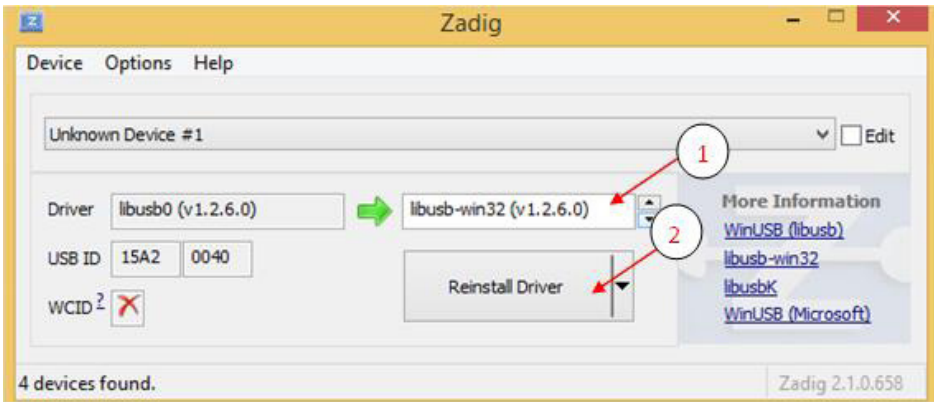 Zadig
Device Options Help
Unknown Device #1
Edit
1
Driver libusb0 (v1.2.6.0) libusb-win32 (v1.2.6.0)
2
USB ID 15A2 0040
WCID ?
Reinstall Driver
More Information
WinUSB (libusb)
libusb-win32
libusbK
WinUSB (Microsoft)
4 devices found.
Zadig 2.1.0.658